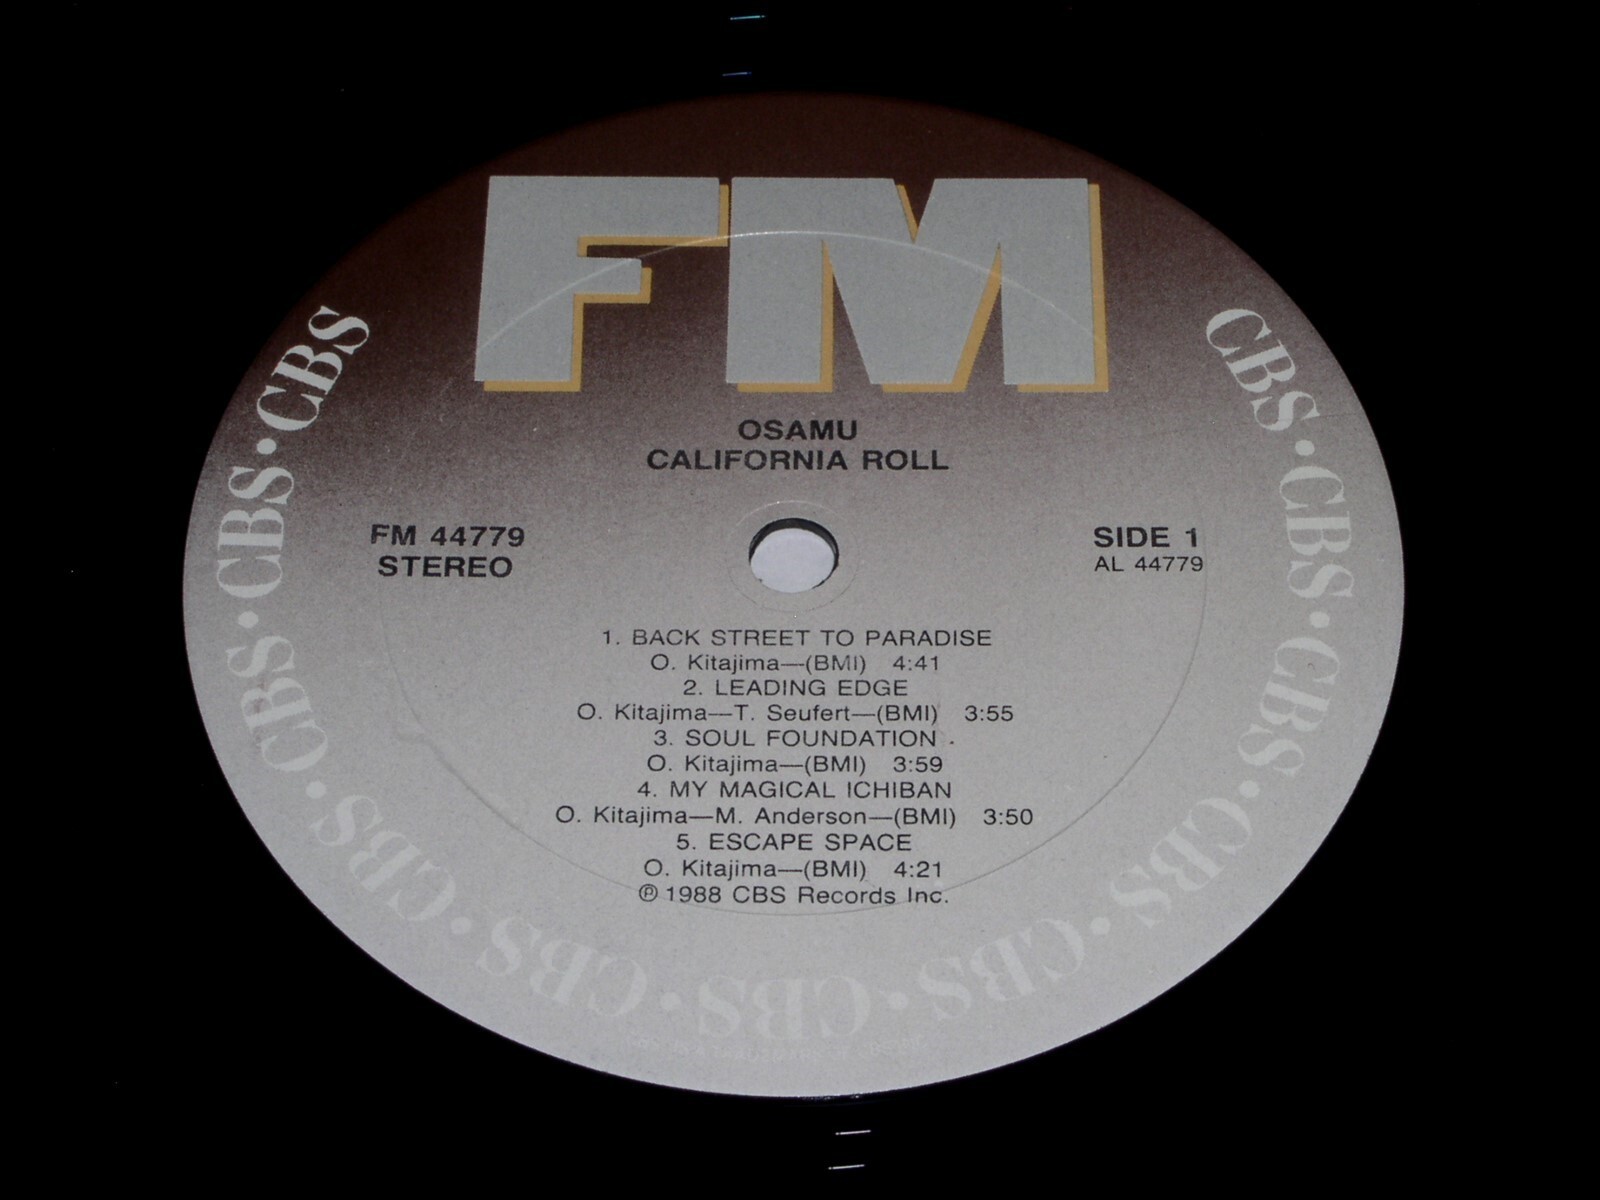 FM
OSAMU
CALIFORNIA ROLL
FM 44779
STEREO
SIDE 1
AL 44779
1. BACK STREET TO PARADISE
O. Kitajima—(BMI) 4:41
2. LEADING EDGE
O. Kitajima—T. Seufert—(BMI) 3:55
3. SOUL FOUNDATION
O. Kitajima—(BMI) 3:59
4. MY MAGICAL ICHIBAN
O. Kitajima—M. Anderson—(BMI) 3:50
5. ESCAPE SPACE
O. Kitajima—(BMI) 4:21
℗ 1988 CBS Records Inc.
CBS • CBS • CBS • CBS • CBS • CBS • CBS • CBS • CBS • CBS • CBS • CBS • CBS